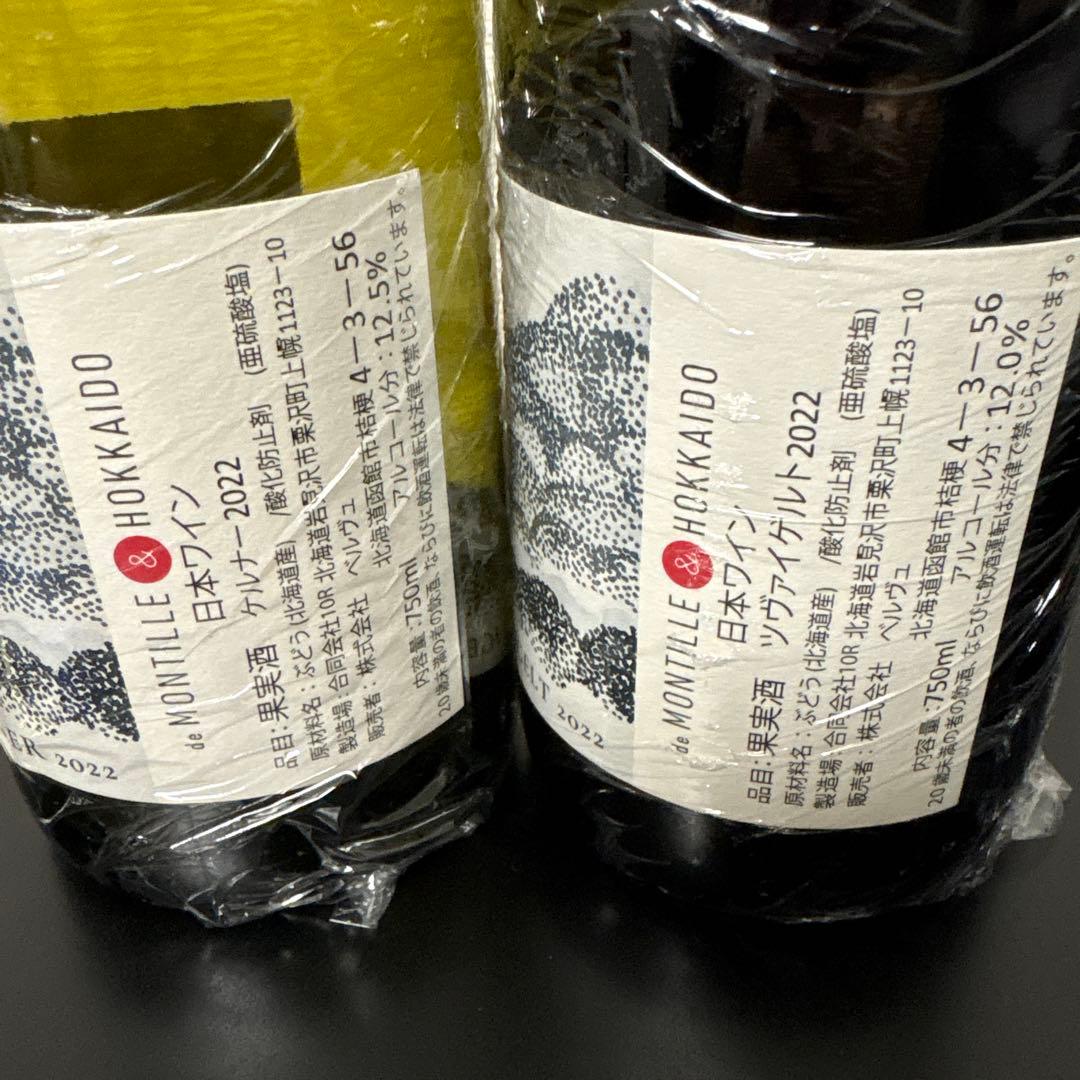 de MONTILLE & HOKKAIDO
日本ワイン
ケルナー2022
品目：果実酒
原材料名：ぶどう(北海道産) /酸化防止剤 (亜硫酸塩)
製造場：合同会社10R 北海道岩見沢市栗沢町上幌1123－10
販売者：株式会社 ベルヴュ
北海道函館市桔梗４－３－56
内容量：750ml アルコール分：12.5%
20歳未満の者の飲酒、ならびに飲酒運転は法律で禁じられています。
ER 2022
de MONTILLE & HOKKAIDO
日本ワイン
ツヴァイゲルト2022
品目：果実酒
原材料名：ぶどう(北海道産) /酸化防止剤 (亜硫酸塩)
製造場：合同会社10R 北海道岩見沢市栗沢町上幌1123－10
販売者：株式会社 ベルヴュ
北海道函館市桔梗４－３－56
内容量：750ml アルコール分：12.0%
20歳未満の者の飲酒、ならびに飲酒運転は法律で禁じられています。
ELT 2022